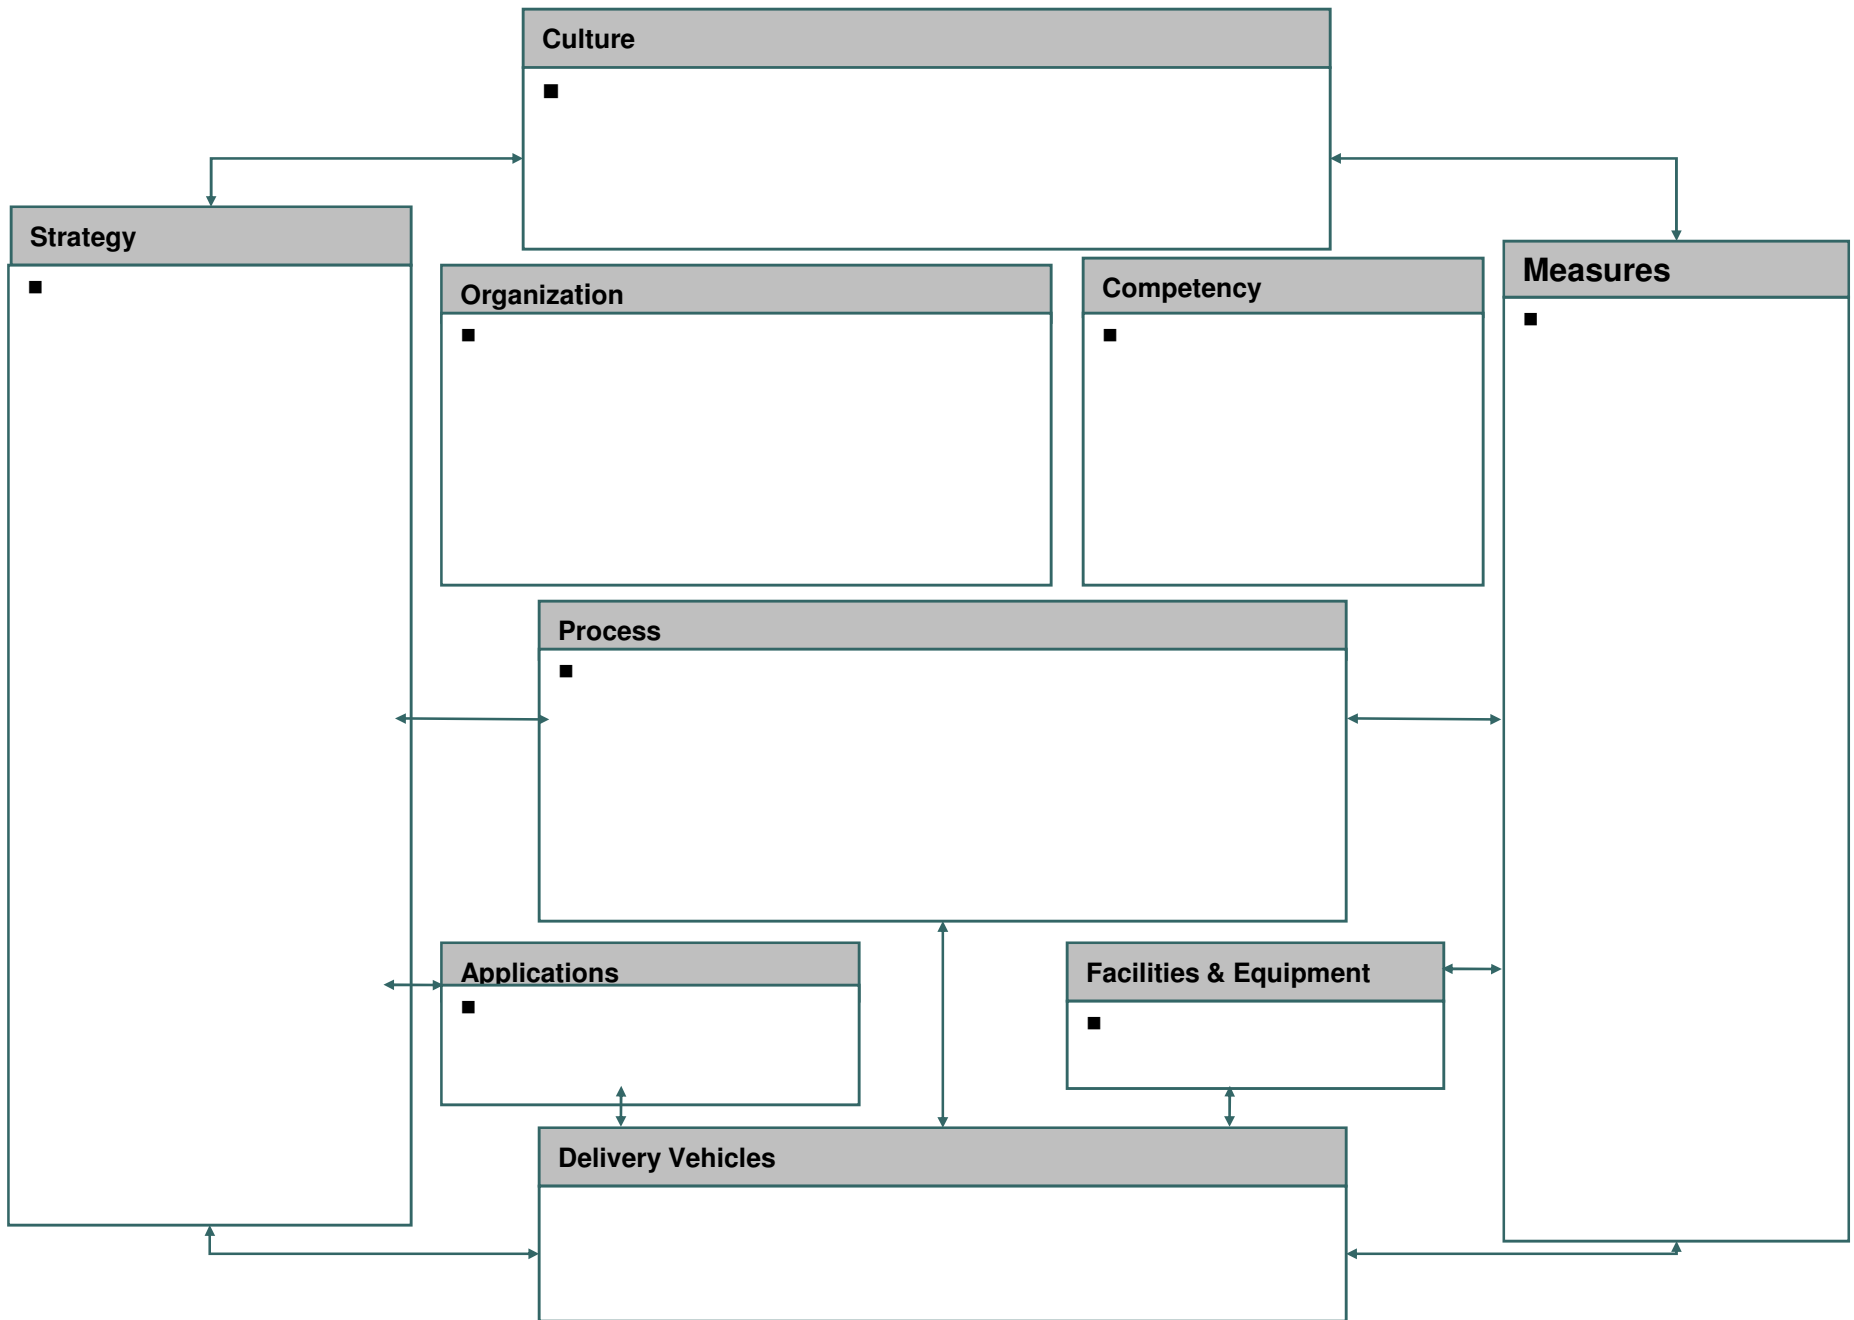 Culture
Strategy
Organization
Competency
Measures
Process
Applications
Facilities & Equipment
Delivery Vehicles